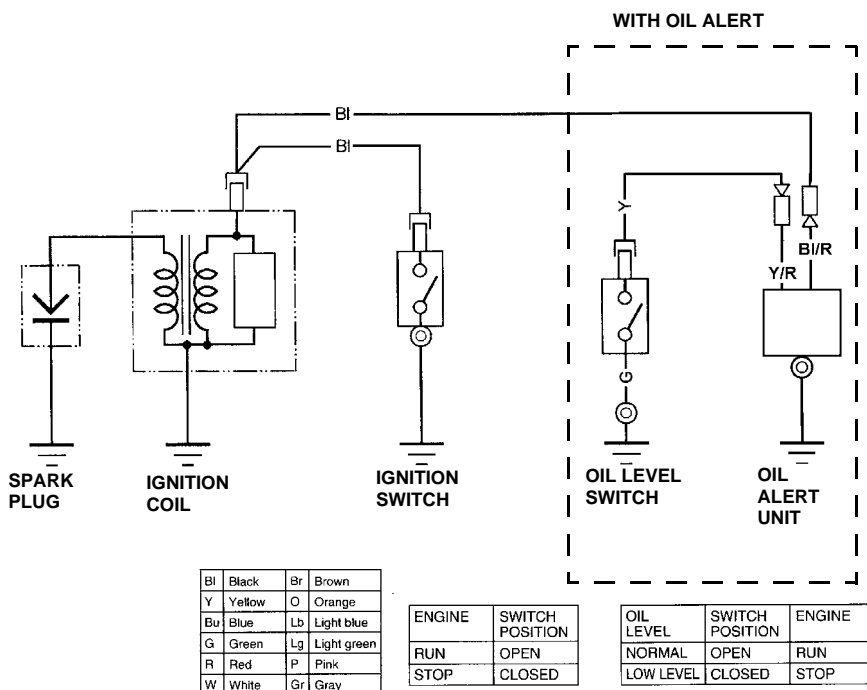 WITH OIL ALERT
Bl
Bl
Y
Y/R
Bl/R
G
SPARK
PLUG
IGNITION
COIL
IGNITION
SWITCH
OIL LEVEL
SWITCH
OIL
ALERT
UNIT
Bl Black Br Brown
Y Yellow O Orange
Bu Blue Lb Light blue
G Green Lg Light green
R Red P Pink
W White Gr Gray
ENGINE SWITCH
POSITION
RUN OPEN
STOP CLOSED
OIL
LEVEL SWITCH
POSITION ENGINE
NORMAL OPEN RUN
LOW LEVEL CLOSED STOP